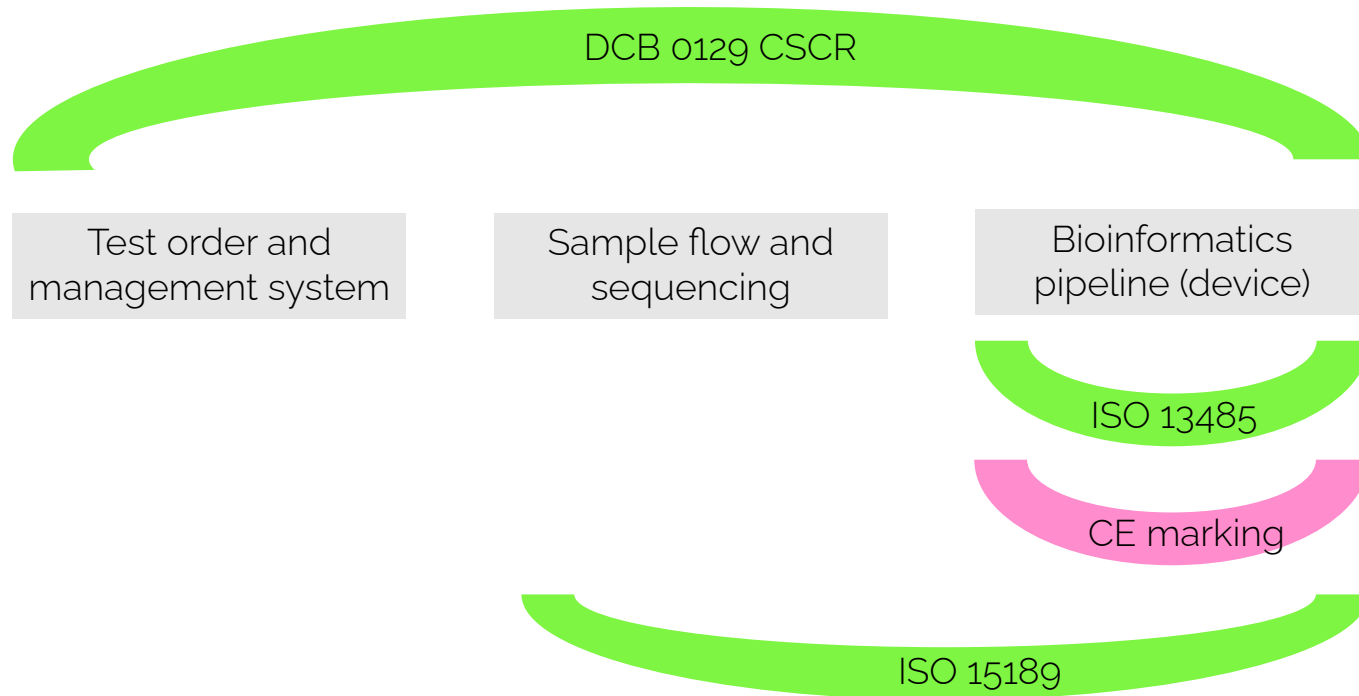 DCB 0129 CSCR
Test order and
management system
Sample flow and
sequencing
Bioinformatics
pipeline (device)
ISO 13485
CE marking
ISO 15189